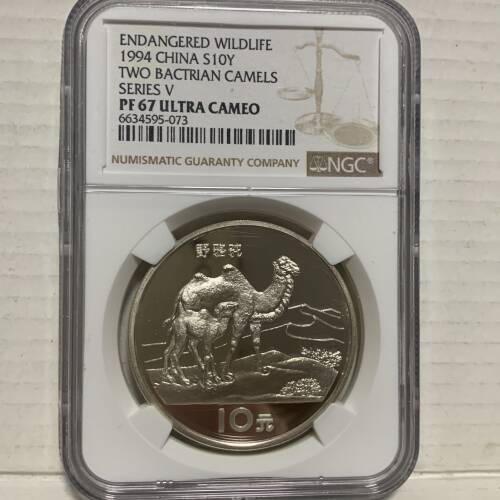 ENDANGERED WILDLIFE
1994 CHINA S10Y
TWO BACTRIAN CAMELS
SERIES V
PF 67 ULTRA CAMEO
6634595-073
NUMISMATIC GUARANTY COMPANY
NGC®
野骆驼
10元